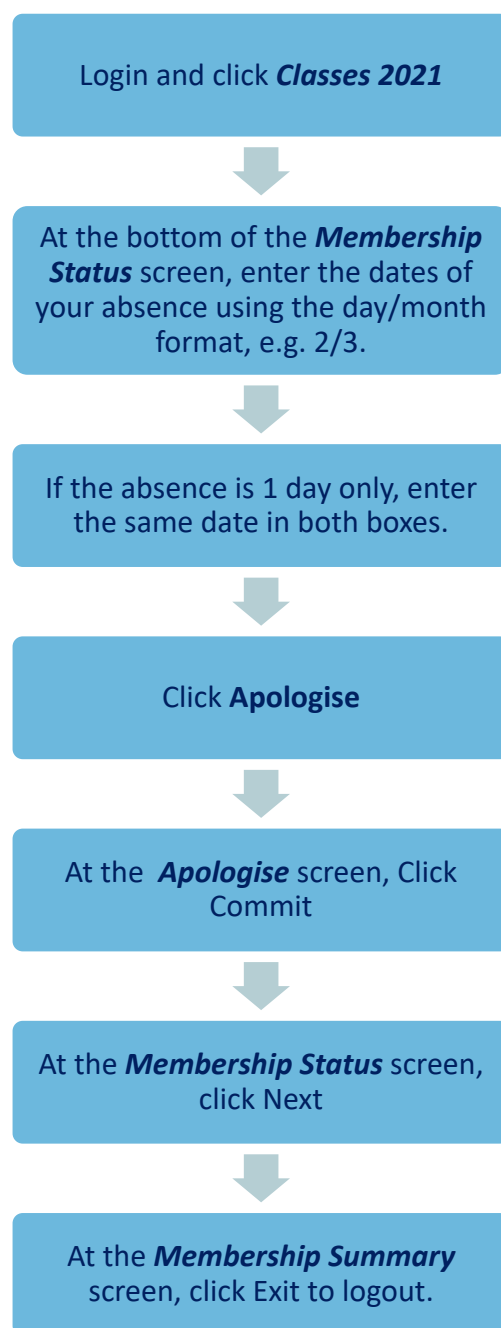 Login and click Classes 2021
At the bottom of the Membership
Status screen, enter the dates of
your absence using the day/month
format, e.g. 2/3.
If the absence is 1 day only, enter
the same date in both boxes.
Click Apologise
At the Apologise screen, Click
Commit
At the Membership Status screen,
click Next
At the Membership Summary
screen, click Exit to logout.